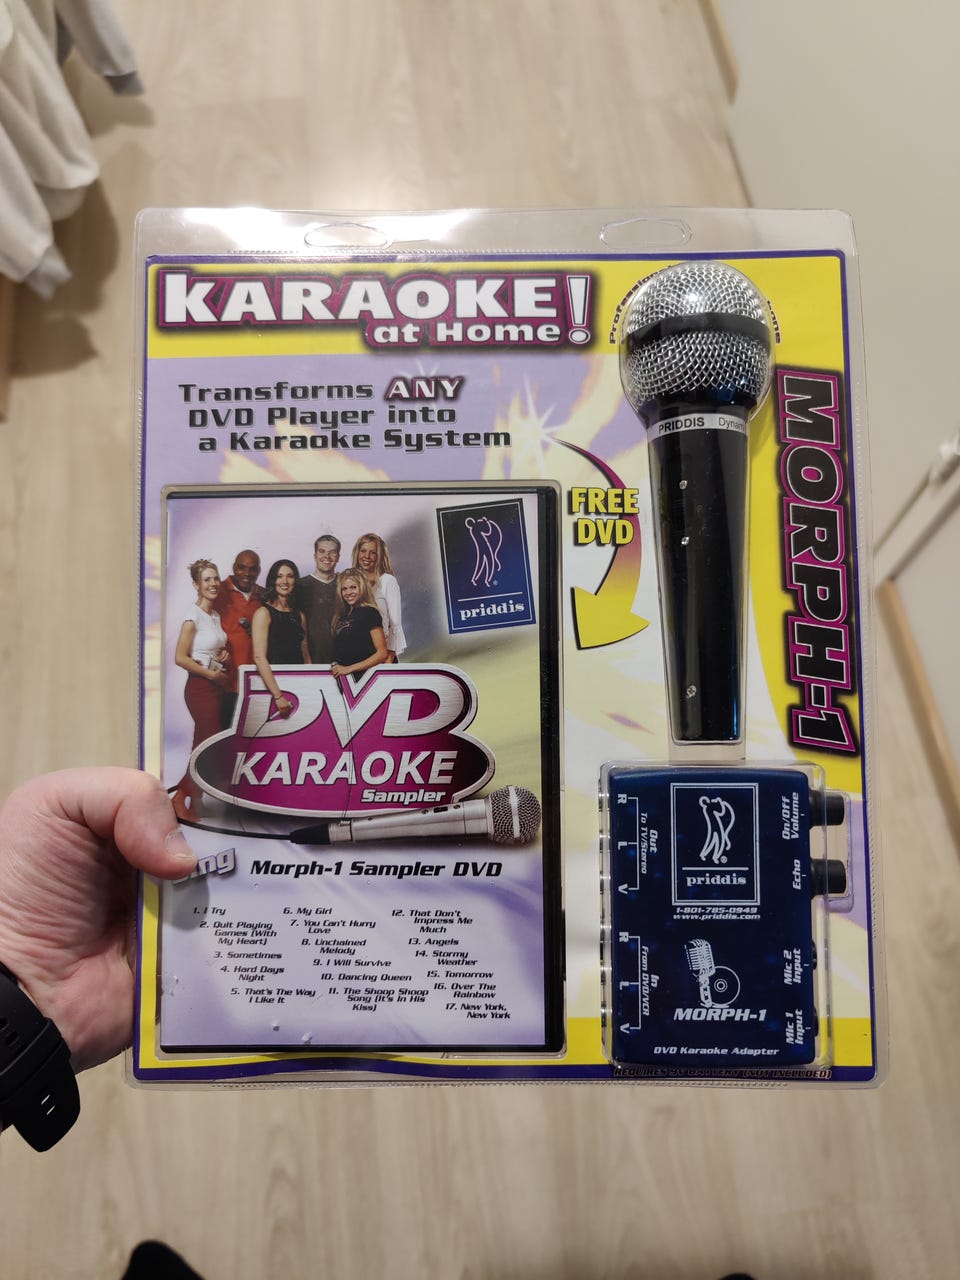 KARAOKE!
at Home
Transforms ANY
DVD Player into
a Karaoke System
FREE
DVD
MORPH-1
PRIDDIS Dynam
priddis
DVD
KARAOKE
Sampler
Morph-1 Sampler DVD
1. I Try
2. Quit Playing
Games (With
My Heart)
3. Sometimes
4. Hard Days
Night
5. That's The Way
I Like It
6. My Girl
7. You Can't Hurry
Love
8. Unchained
Melody
9. I Will Survive
10. Dancing Queen
11. The Shoop Shoop
Song (It's In His
Kiss)
12. That Don't
Impress Me
Much
13. Angels
14. Stormy
Weather
15. Tomorrow
16. Over The
Rainbow
17. New York,
New York
priddis
1-801-785-0949
www.priddis.com
R L V
Out
To TV/Stereo
R L V
In
From DVD/VCR
On/Off
Volume
Echo
Mic 2
Input
Mic 1
Input
MORPH-1
DVD Karaoke Adapter
REQUIRES 9V BATTERY (NOT INCLUDED)